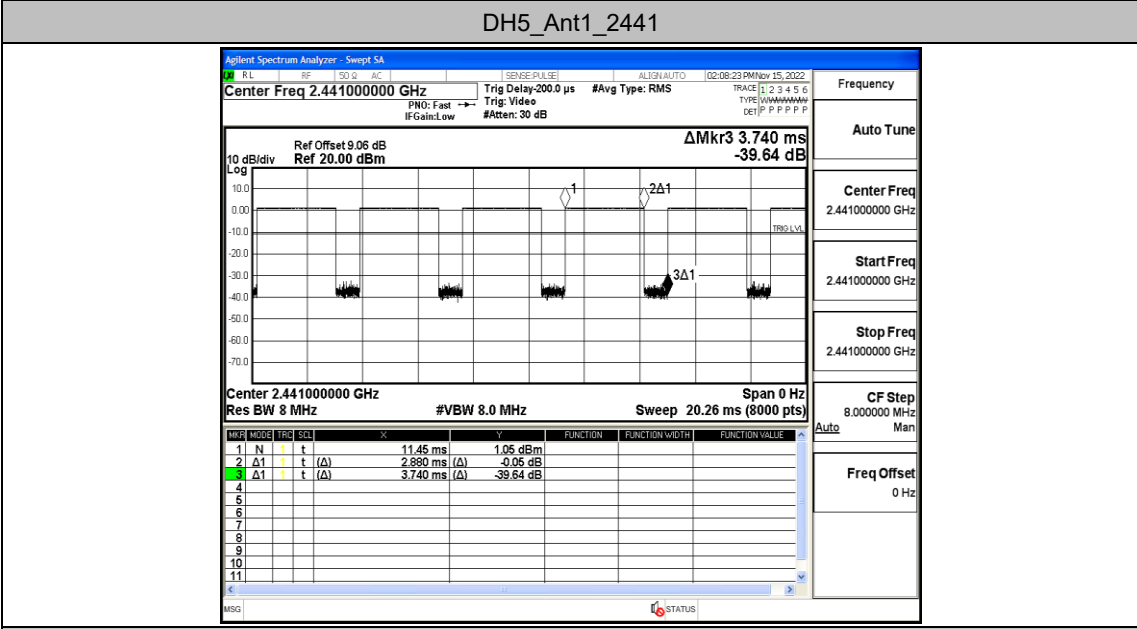 DH5_Ant1_2441
Agilent Spectrum Analyzer - Swept SA
RL RF 50 Ω AC SENSE:PULSE ALIGN AUTO 02:08:23 PM Nov 15, 2022
Center Freq 2.441000000 GHz
PNO: Fast
IFGain:Low
Trig Delay-200.0 µs
Trig: Video
#Atten: 30 dB
#Avg Type: RMS
TRACE 1 2 3 4 5 6
TYPE
DET P P P P P P
Ref Offset 9.06 dB
10 dB/div Ref 20.00 dBm
Log
ΔMkr3 3.740 ms
-39.64 dB
10.0
0.00
-10.0
-20.0
-30.0
-40.0
-50.0
-60.0
-70.0
1
2Δ1
TRIG LVL
3Δ1
Center 2.441000000 GHz Span 0 Hz
Res BW 8 MHz #VBW 8.0 MHz Sweep 20.26 ms (8000 pts)
MKR MODE TRC SCL X Y FUNCTION FUNCTION WIDTH FUNCTION VALUE
1 N 1 t 11.45 ms 1.05 dBm
2 Δ1 1 t (Δ) 2.880 ms (Δ) -0.05 dB
3 Δ1 1 t (Δ) 3.740 ms (Δ) -39.64 dB
4
5
6
7
8
9
10
11
MSG STATUS
Frequency
Auto Tune
Center Freq
2.441000000 GHz
Start Freq
2.441000000 GHz
Stop Freq
2.441000000 GHz
CF Step
8.000000 MHz
Auto Man
Freq Offset
0 Hz